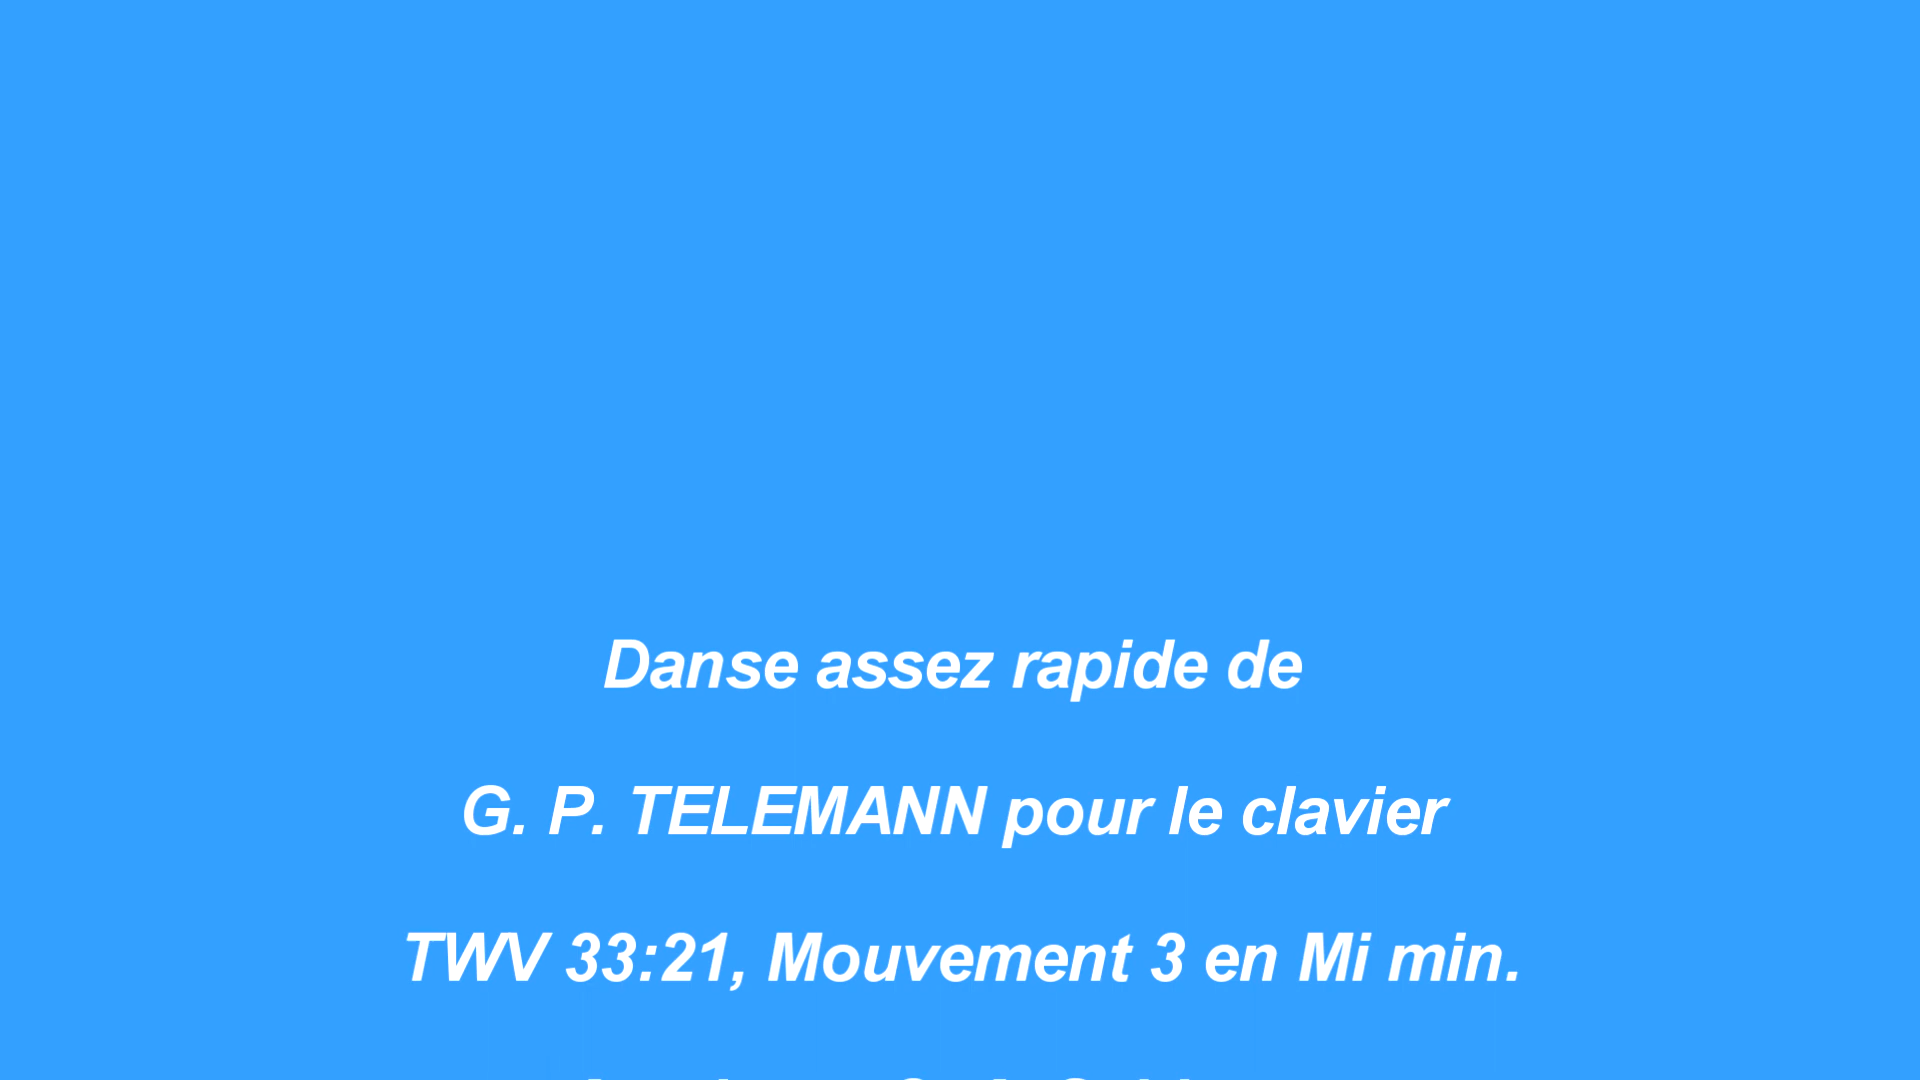 Danse assez rapide de
G. P. TELEMANN pour le clavier
TWV 33:21, Mouvement 3 en Mi min.